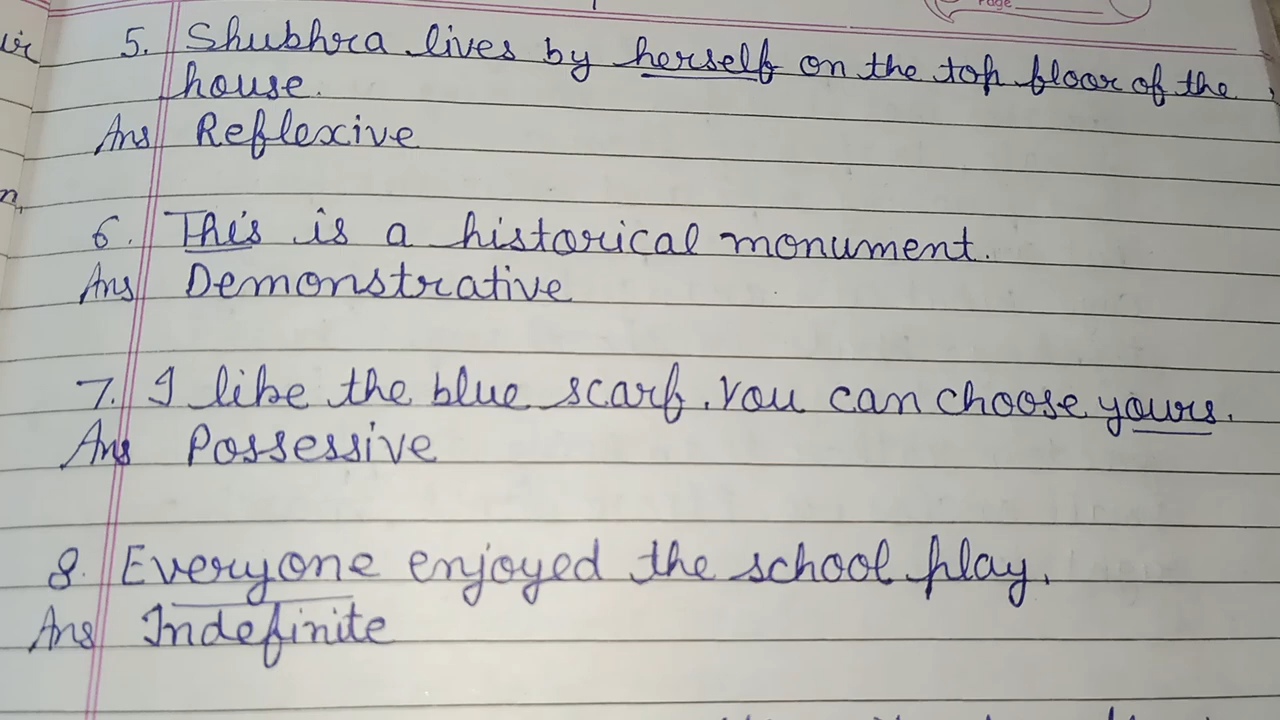 Page
5. Shubhra lives by herself on the top floor of the
house.
Ans Reflexive
6. This is a historical monument.
Ans Demonstrative
7. I like the blue scarf. You can choose yours.
Ans Possessive
8. Everyone enjoyed the school play.
Ans Indefinite